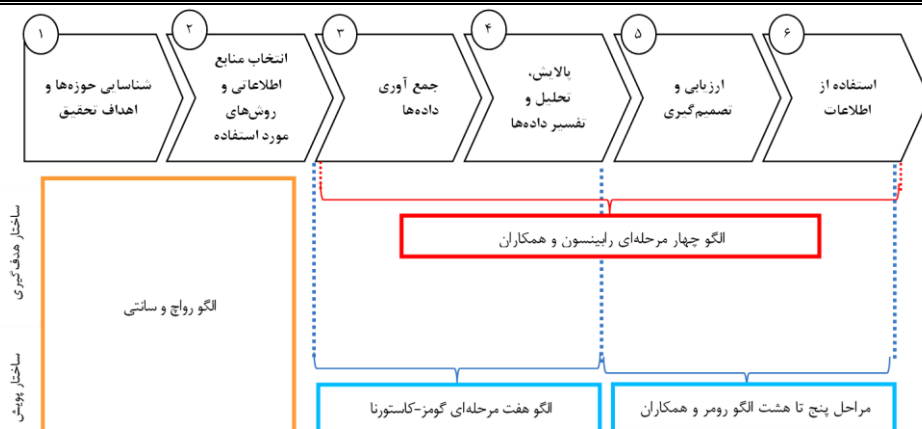 ۱
شناسایی حوزه‌ها و
اهداف تحقیق
۲
انتخاب منابع
اطلاعاتی و
روش‌های
مورد استفاده
۳
جمع آوری
داده‌ها
۴
پالایش،
تحلیل و
تفسیر داده‌ها
۵
ارزیابی و
تصمیم‌گیری
۶
استفاده از
اطلاعات
ساختار هدف‌گیری
الگو چهار مرحله‌ای رابینسون و همکاران
الگو رواچ و سانتی
ساختار پویش
الگو هفت مرحله‌ای گومز-کاستورنا
مراحل پنج تا هشت الگو رومر و همکاران